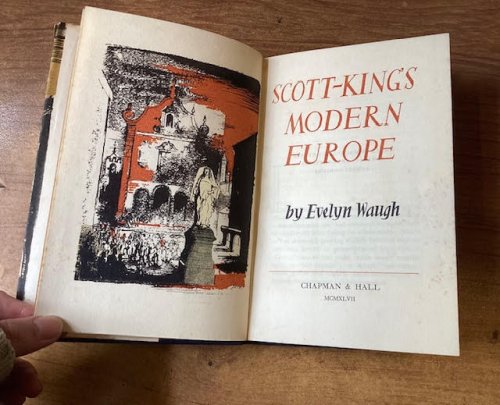 SCOTT-KING'S
MODERN
EUROPE
by Evelyn Waugh
CHAPMAN & HALL
MCMXLVII